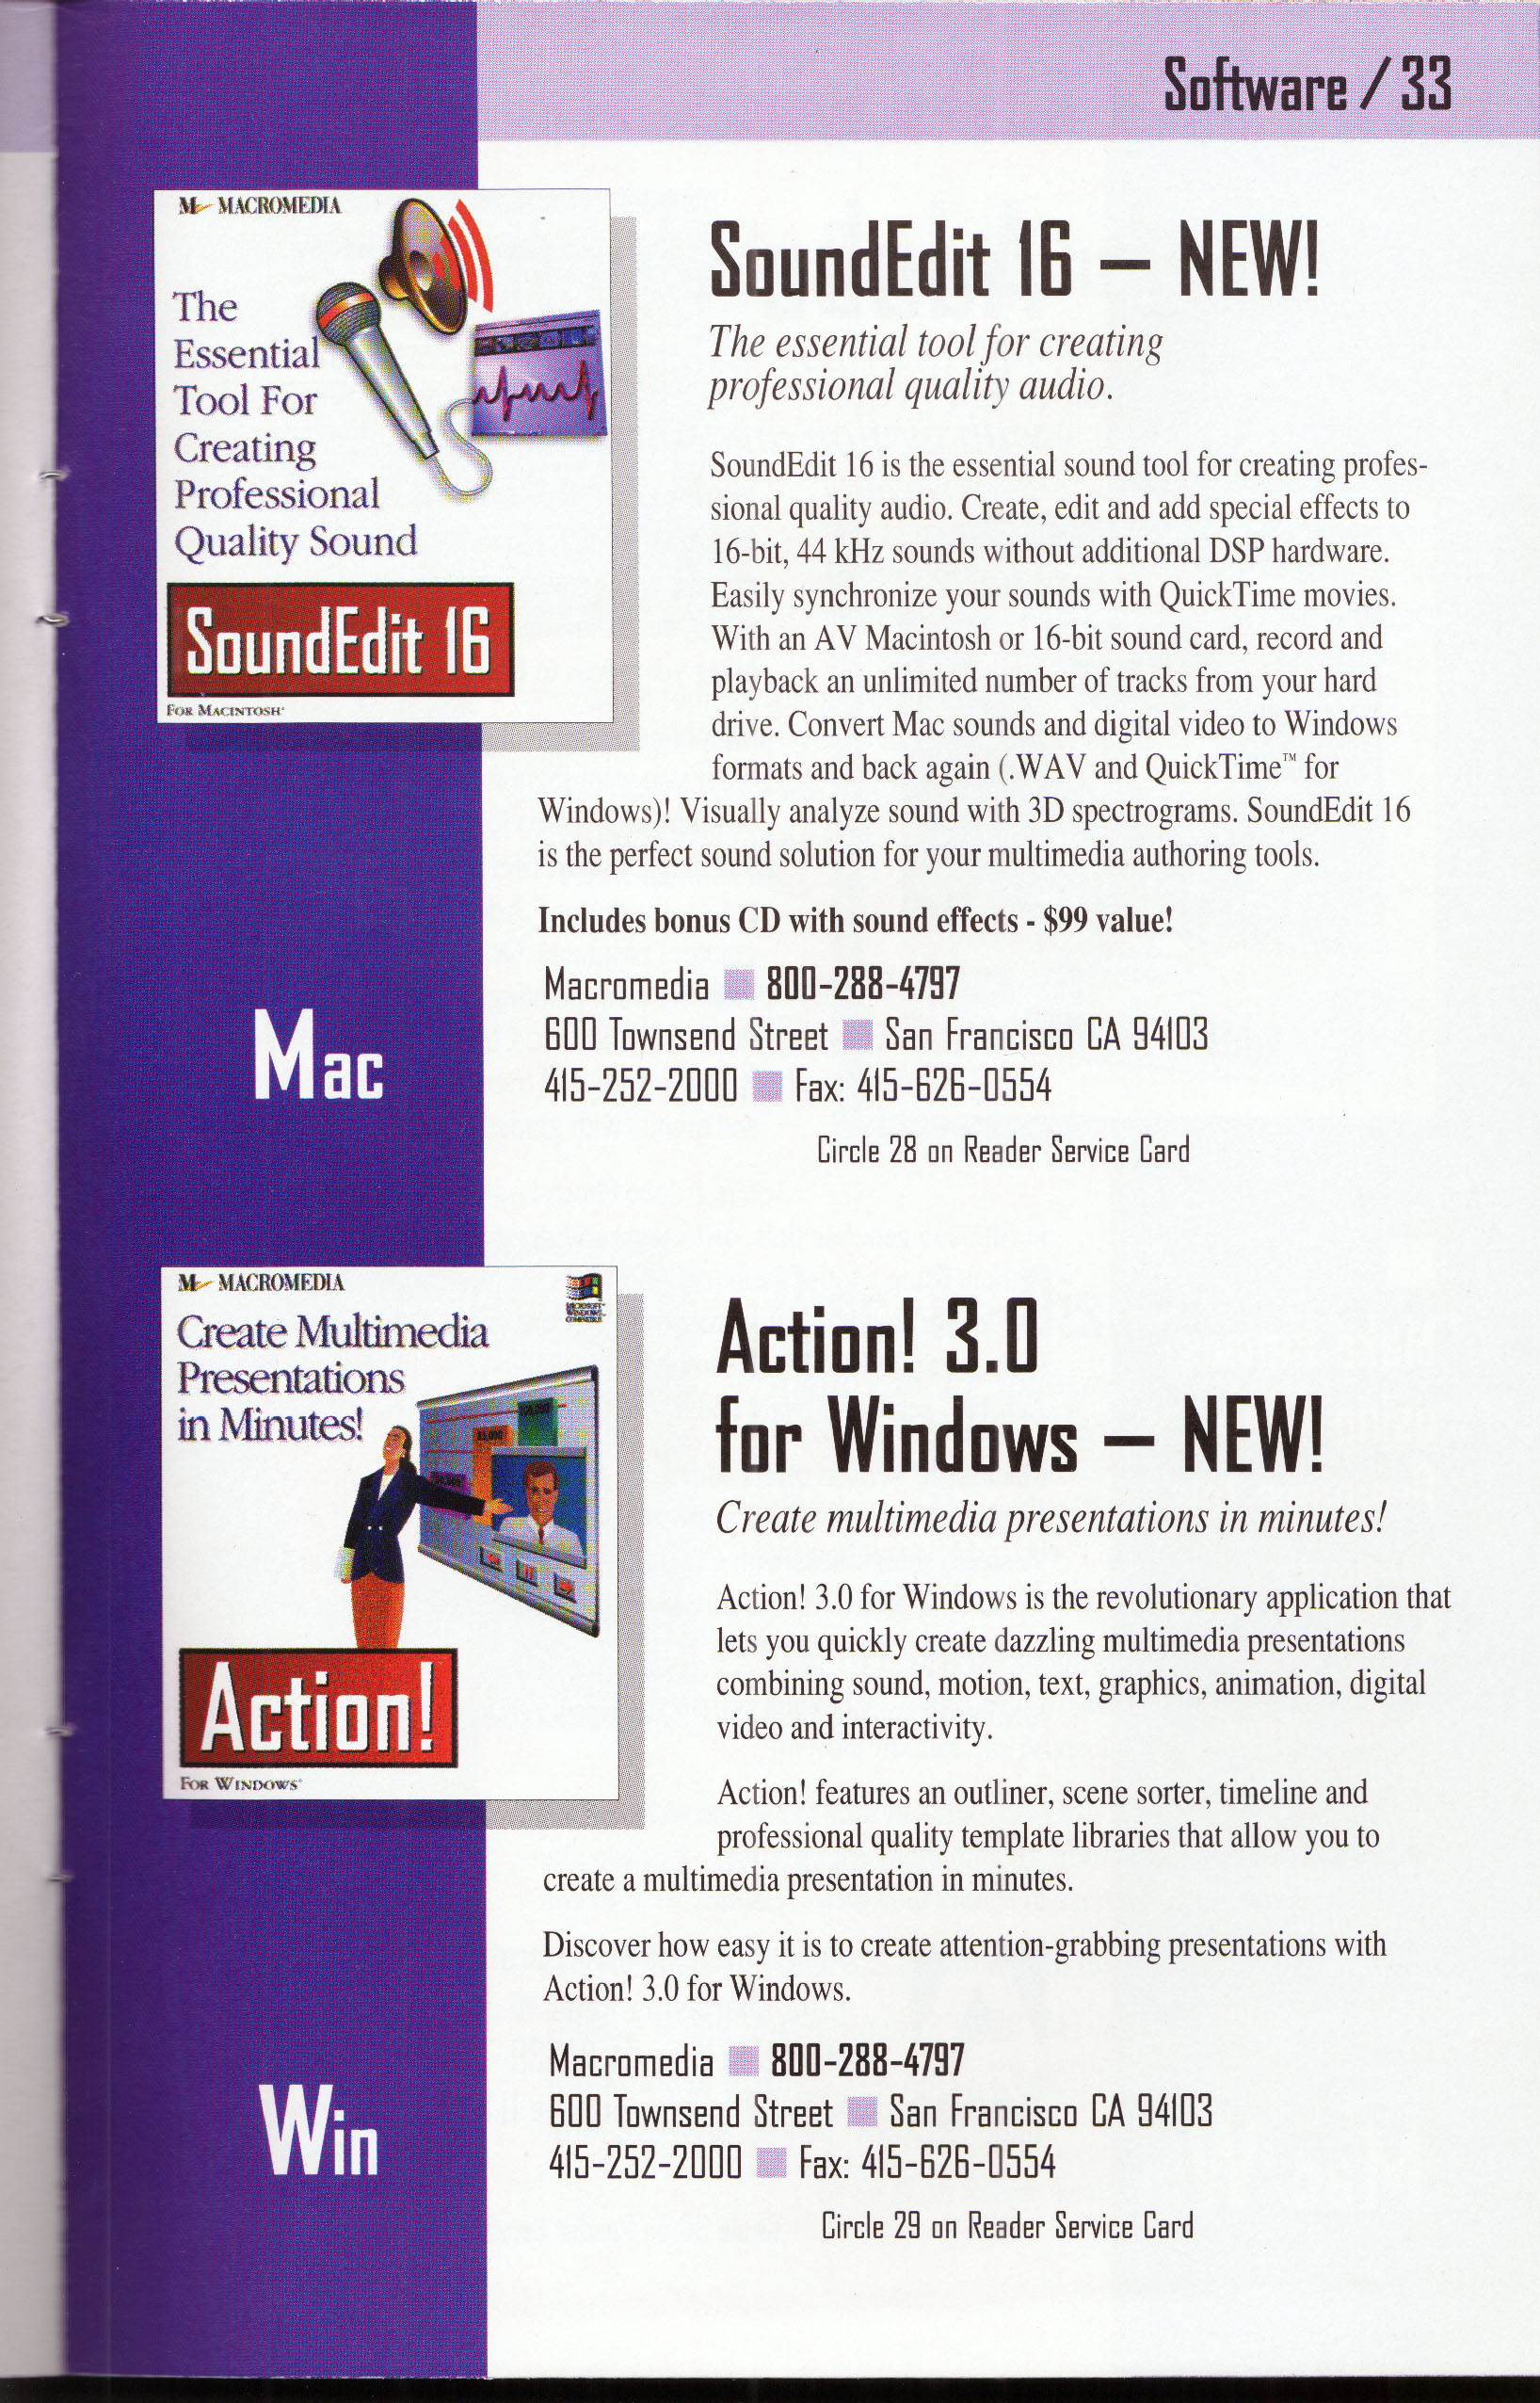 Software / 33
MACROMEDIA
The
Essential
Tool For
Creating
Professional
Quality Sound
SoundEdit 16
FOR MACINTOSH
SoundEdit 16 — NEW!
The essential tool for creating
professional quality audio.
SoundEdit 16 is the essential sound tool for creating profes-
sional quality audio. Create, edit and add special effects to
16-bit, 44 kHz sounds without additional DSP hardware.
Easily synchronize your sounds with QuickTime movies.
With an AV Macintosh or 16-bit sound card, record and
playback an unlimited number of tracks from your hard
drive. Convert Mac sounds and digital video to Windows
formats and back again (.WAV and QuickTime™ for
Windows)! Visually analyze sound with 3D spectrograms. SoundEdit 16
is the perfect sound solution for your multimedia authoring tools.
Includes bonus CD with sound effects - $99 value!
Macromedia 800-288-4797
600 Townsend Street San Francisco CA 94103
415-252-2000 Fax: 415-626-0554
Circle 28 on Reader Service Card
Mac
MACROMEDIA
MICROSOFT
WINDOWS
COMPATIBLE
Create Multimedia
Presentations
in Minutes!
Action!
FOR WINDOWS
Action! 3.0
for Windows — NEW!
Create multimedia presentations in minutes!
Action! 3.0 for Windows is the revolutionary application that
lets you quickly create dazzling multimedia presentations
combining sound, motion, text, graphics, animation, digital
video and interactivity.
Action! features an outliner, scene sorter, timeline and
professional quality template libraries that allow you to
create a multimedia presentation in minutes.
Discover how easy it is to create attention-grabbing presentations with
Action! 3.0 for Windows.
Macromedia 800-288-4797
600 Townsend Street San Francisco CA 94103
415-252-2000 Fax: 415-626-0554
Circle 29 on Reader Service Card
Win